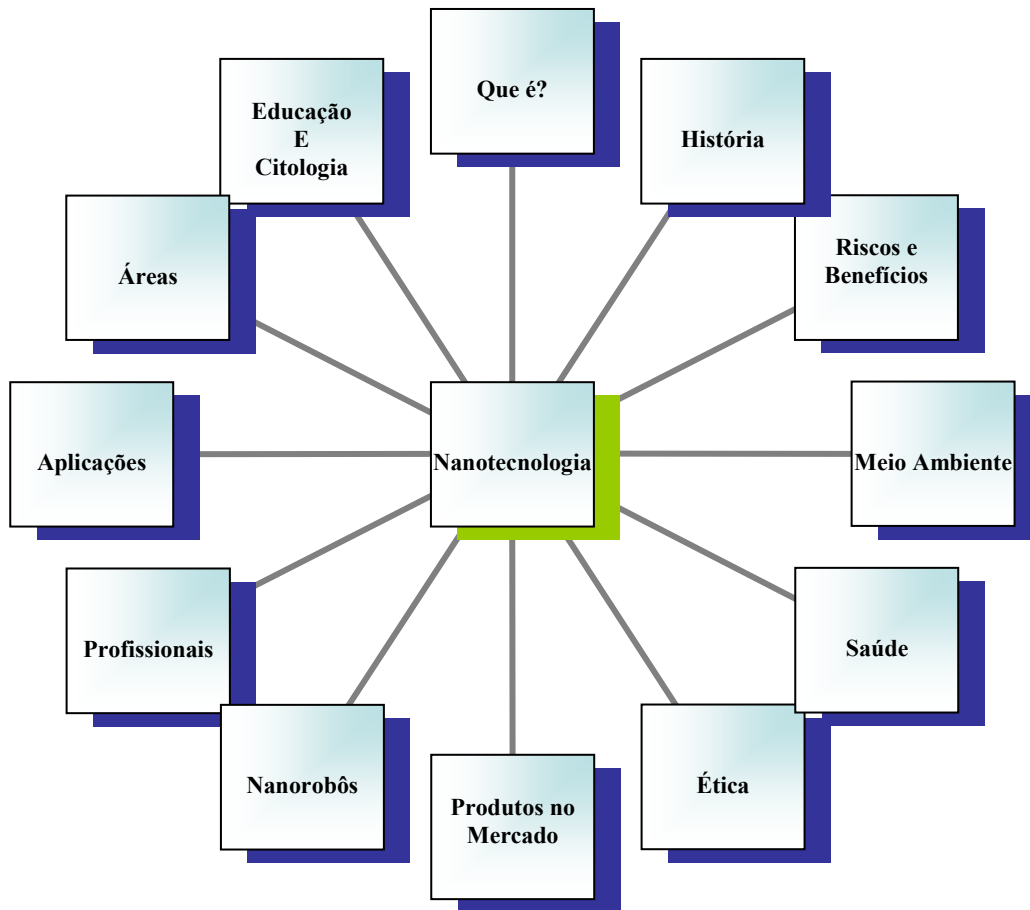 Que é?
História
Riscos e
Benefícios
Meio Ambiente
Saúde
Ética
Produtos no
Mercado
Nanorobôs
Profissionais
Aplicações
Áreas
Educação
E
Citologia
Nanotecnologia